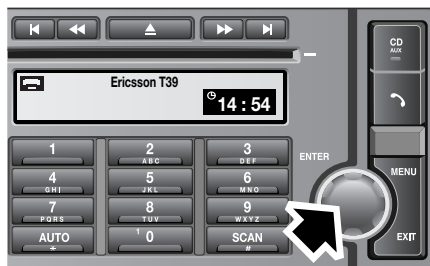 CD
AUX
Ericsson T39
14 : 54
1
2
ABC
3
DEF
ENTER
4
GHI
5
JKL
6
MNO
MENU
7
PQRS
8
TUV
9
WXYZ
AUTO
*
1 0
SCAN
#
EXIT